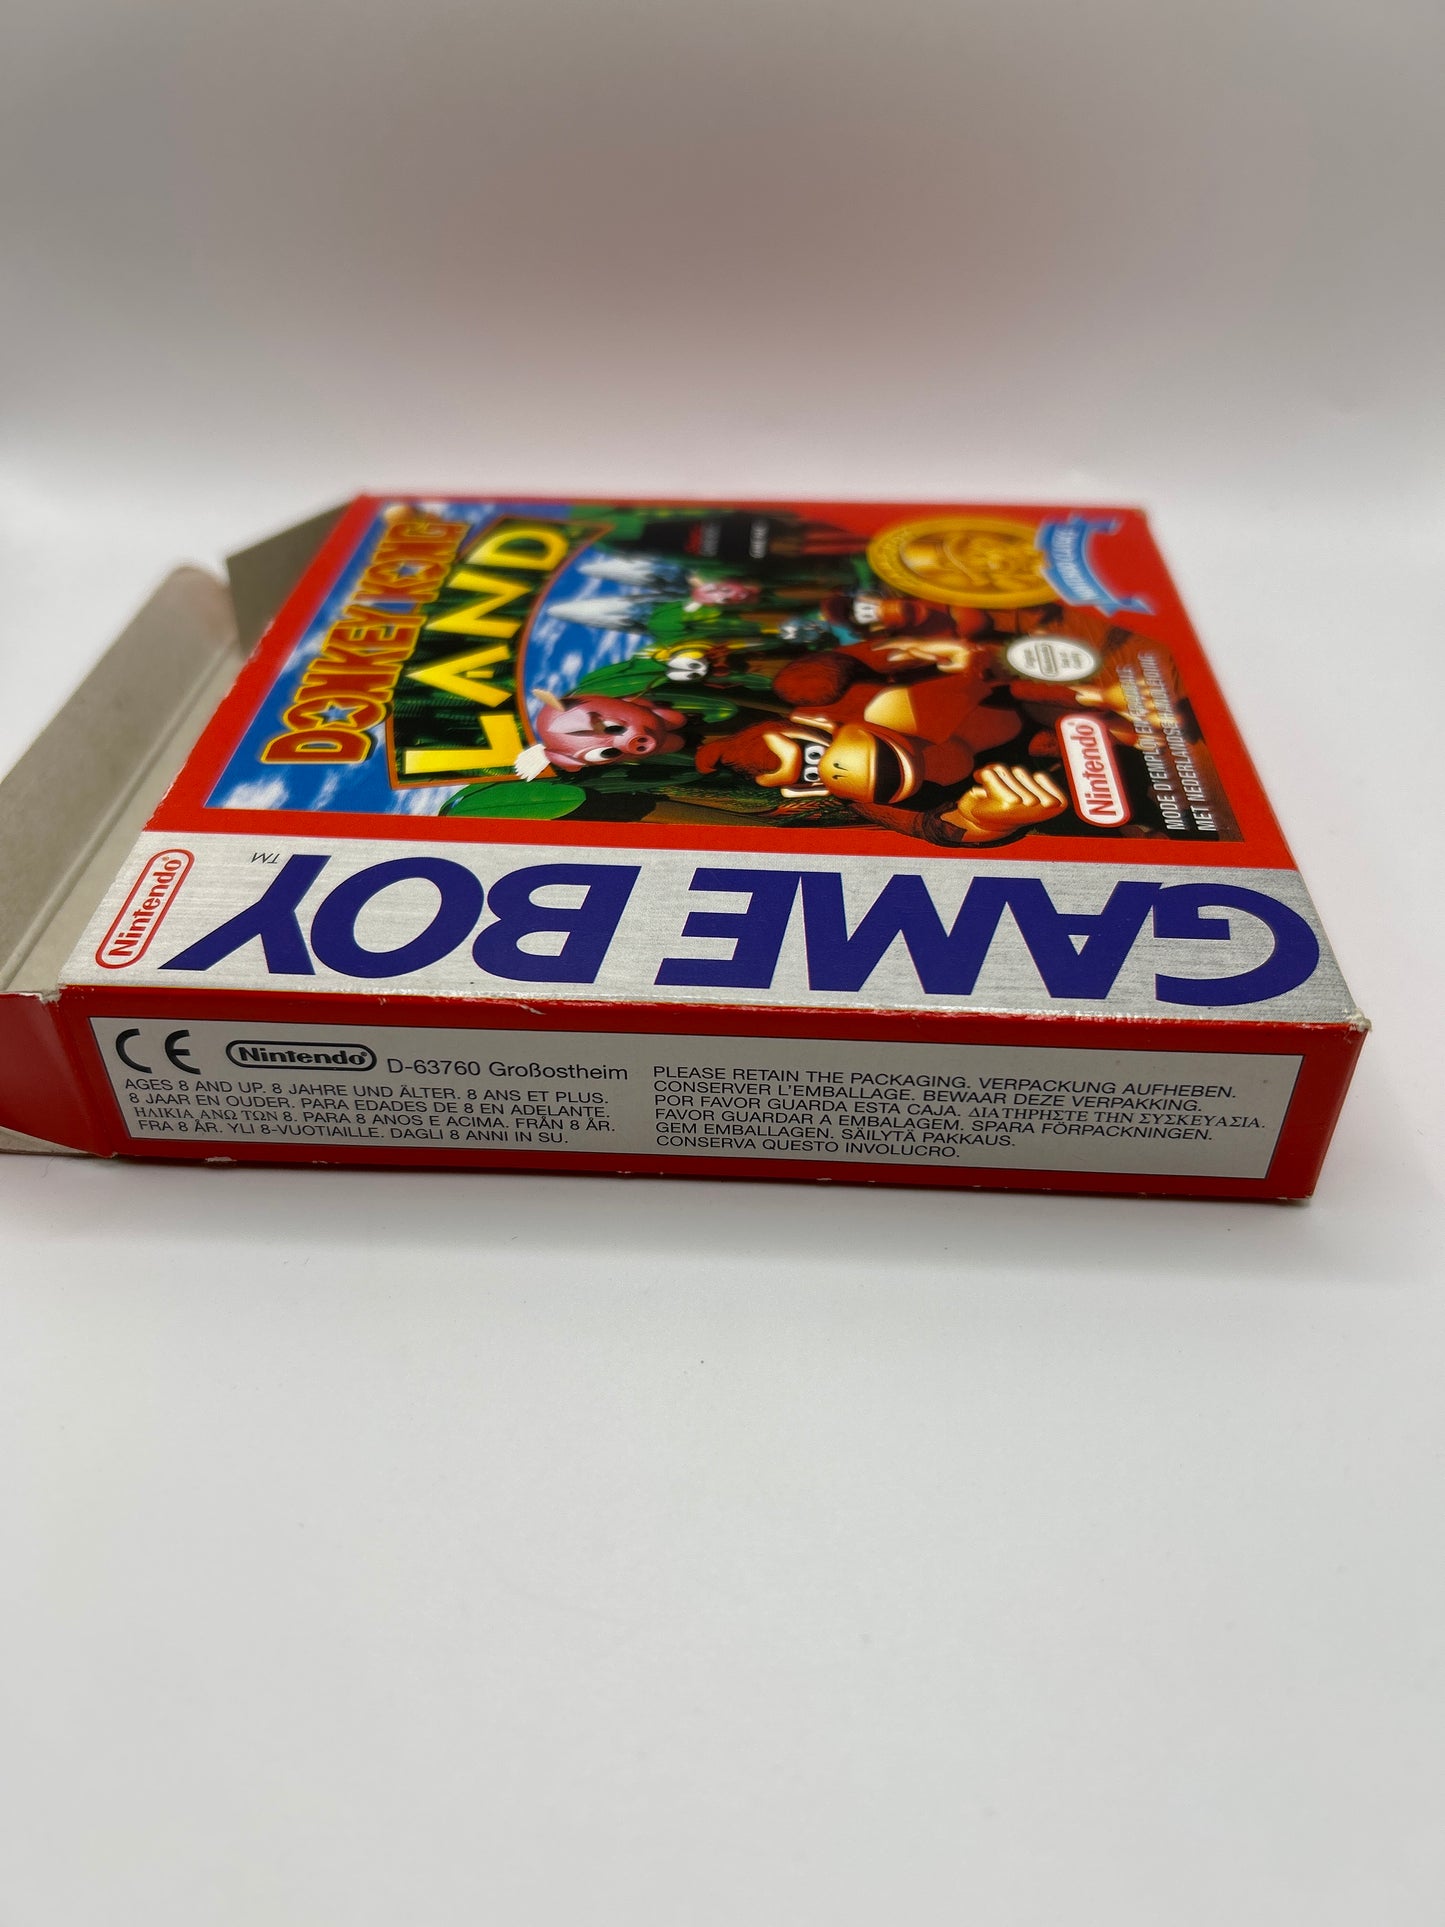 DONKEY KONG
LAND
Nintendo
MODE D'EMPLOI EN
MET NEDERLANDSE HANDLEIDING
Nintendo
GAME BOY™
CE
Nintendo D-63760 Großostheim
AGES 8 AND UP. 8 JAHRE UND ÄLTER. 8 ANS ET PLUS.
8 JAAR EN OUDER. PARA EDADES DE 8 EN ADELANTE.
ΗΛΙΚΙΑ ΑΝΩ ΤΩΝ 8. PARA 8 ANOS E ACIMA. FRÅN 8 ÅR.
FRA 8 ÅR. YLI 8-VUOTIAILLE. DAGLI 8 ANNI IN SU.
PLEASE RETAIN THE PACKAGING. VERPACKUNG AUFHEBEN.
CONSERVER L'EMBALLAGE. BEWAAR DEZE VERPAKKING.
POR FAVOR GUARDA ESTA CAJA. ΔΙΑΤΗΡΗΣΤΕ ΤΗΝ ΣΥΣΚΕΥΑΣΙΑ.
FAVOR GUARDAR A EMBALAGEM. SPARA FÖRPACKNINGEN.
GEM EMBALLAGEN. SÄILYTÄ PAKKAUS.
CONSERVA QUESTO INVOLUCRO.